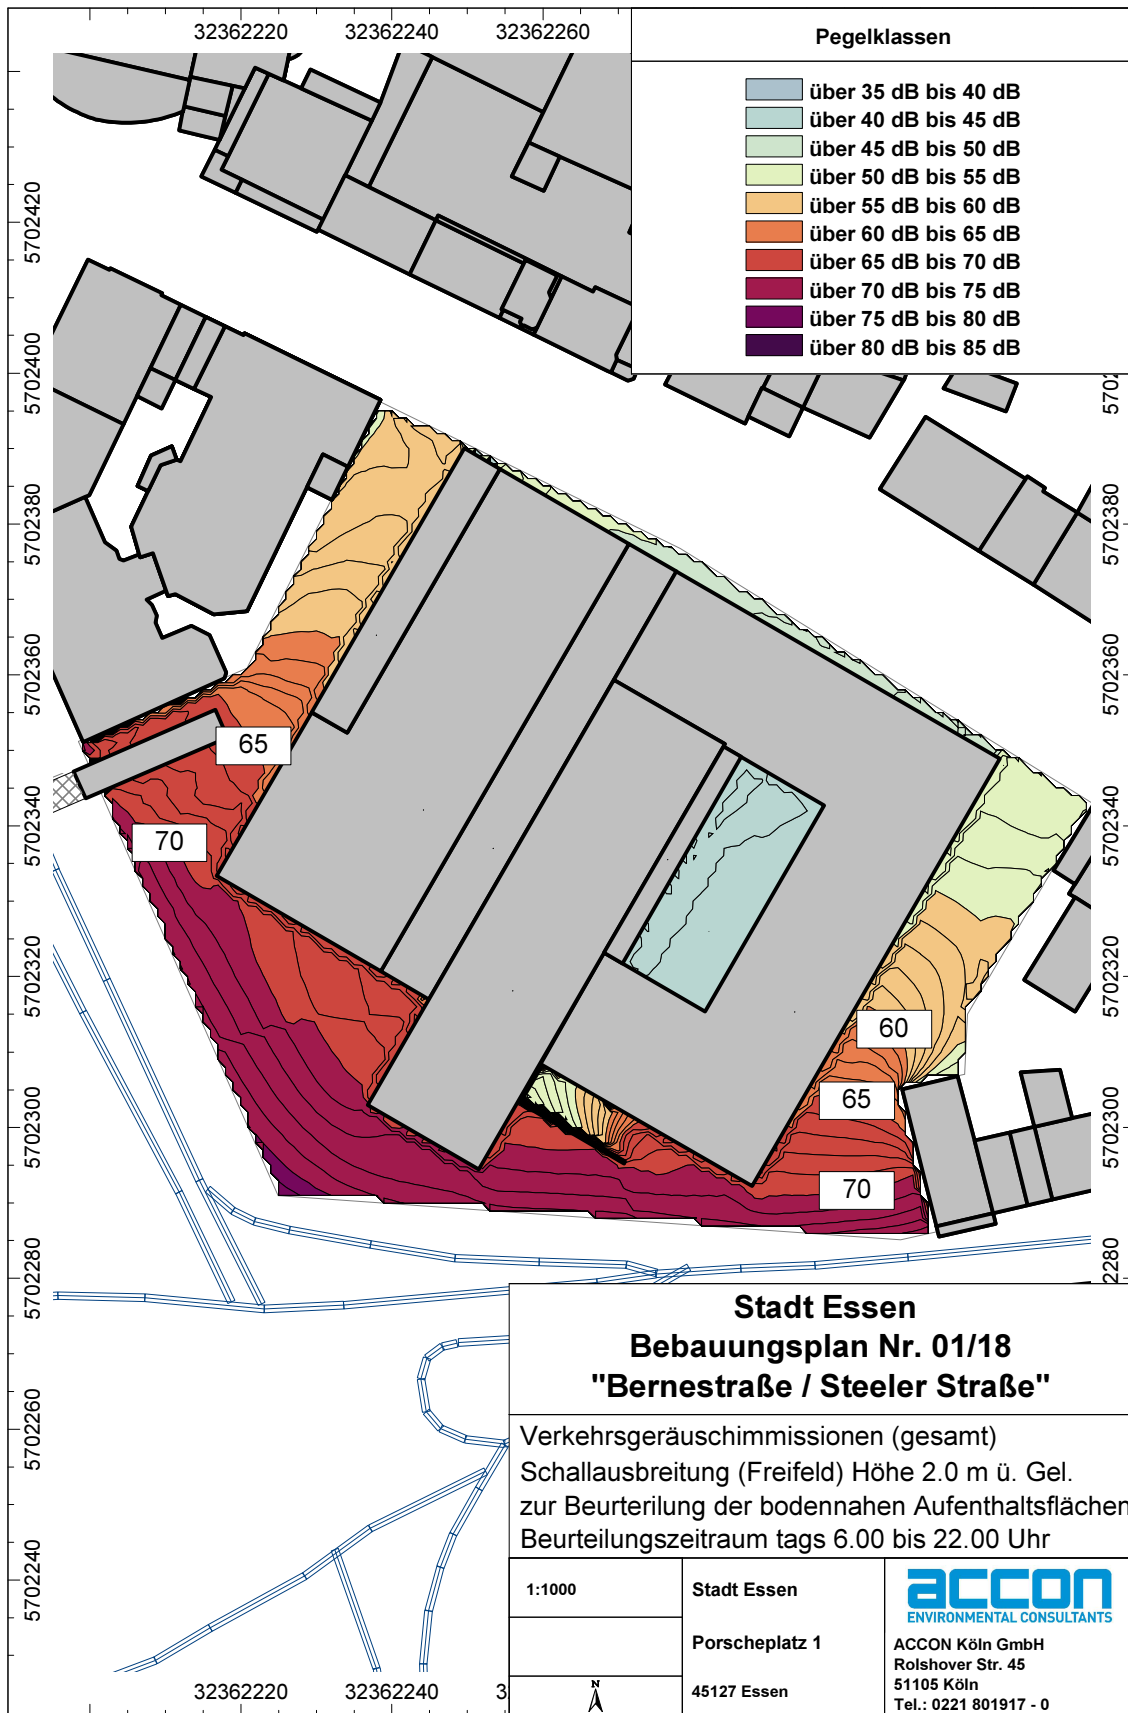 32362220 32362240 32362260
Pegelklassen
über 35 dB bis 40 dB
über 40 dB bis 45 dB
über 45 dB bis 50 dB
über 50 dB bis 55 dB
über 55 dB bis 60 dB
über 60 dB bis 65 dB
über 65 dB bis 70 dB
über 70 dB bis 75 dB
über 75 dB bis 80 dB
über 80 dB bis 85 dB
5702420
5702400
5702380 5702380
5702360 5702360
65
5702340 5702340
70
5702320 5702320
60
65
5702300 5702300
70
5702280
5702260
5702240
Stadt Essen
Bebauungsplan Nr. 01/18
"Bernestraße / Steeler Straße"
Verkehrsgeräuschimmissionen (gesamt)
Schallausbreitung (Freifeld) Höhe 2.0 m ü. Gel.
zur Beurterilung der bodennahen Aufenthaltsflächen
Beurteilungszeitraum tags 6.00 bis 22.00 Uhr
1:1000
Stadt Essen
Porscheplatz 1
45127 Essen
accon
ENVIRONMENTAL CONSULTANTS
ACCON Köln GmbH
Rolshover Str. 45
51105 Köln
Tel.: 0221 801917 - 0
N
32362220 32362240